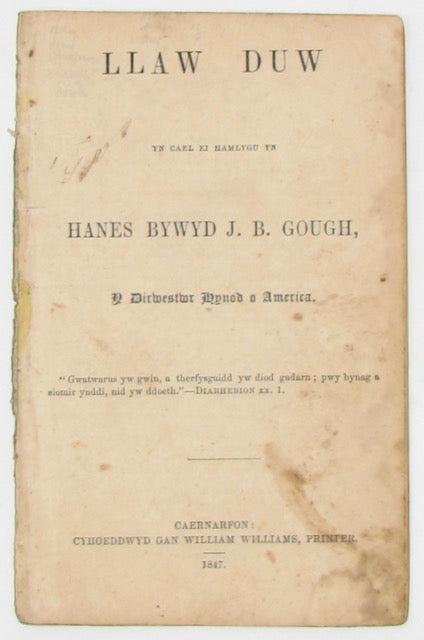 LLAW DUW
YN CAEL EI HAMLYGU YN
HANES BYWYD J. B. GOUGH,
Y Dirwestwr Hynod o America.
"Gwatwarus yw gwin, a therfysgaidd yw diod gadarn; pwy bynag a
siomir ynddi, nid yw ddoeth."—DIARHEBION XX. 1.
CAERNARFON:
CYHOEDDWYD GAN WILLIAM WILLIAMS, PRINTER.
1847.